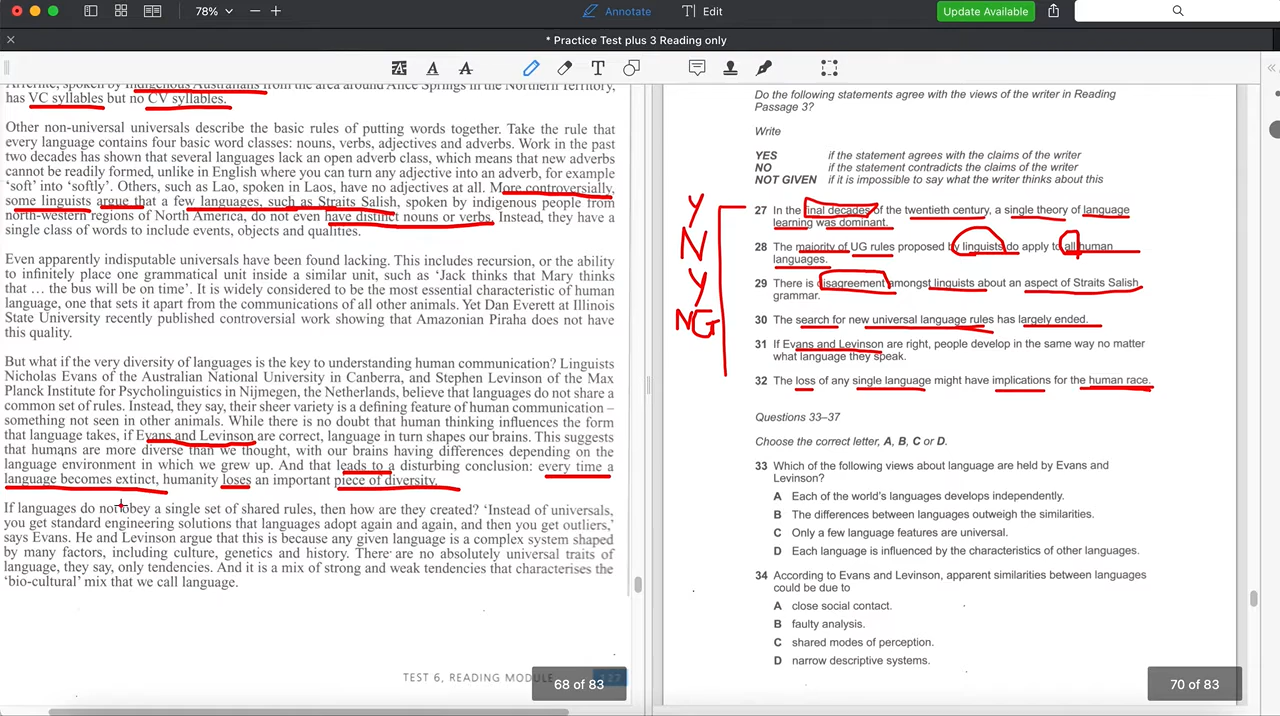 78%
Annotate
Edit
Update Available
* Practice Test plus 3 Reading only
Arrernte, spoken by Indigenous Australians from the area around Alice Springs in the Northern Territory,
has VC syllables but no CV syllables.
Other non-universal universals describe the basic rules of putting words together. Take the rule that
every language contains four basic word classes: nouns, verbs, adjectives and adverbs. Work in the past
two decades has shown that several languages lack an open adverb class, which means that new adverbs
cannot be readily formed, unlike in English where you can turn any adjective into an adverb, for example
‘soft’ into ‘softly’. Others, such as Lao, spoken in Laos, have no adjectives at all. More controversially,
some linguists argue that a few languages, such as Straits Salish, spoken by indigenous people from
north-western regions of North America, do not even have distinct nouns or verbs. Instead, they have a
single class of words to include events, objects and qualities.
Even apparently indisputable universals have been found lacking. This includes recursion, or the ability
to infinitely place one grammatical unit inside a similar unit, such as ‘Jack thinks that Mary thinks
that … the bus will be on time’. It is widely considered to be the most essential characteristic of human
language, one that sets it apart from the communications of all other animals. Yet Dan Everett at Illinois
State University recently published controversial work showing that Amazonian Piraha does not have
this quality.
But what if the very diversity of languages is the key to understanding human communication? Linguists
Nicholas Evans of the Australian National University in Canberra, and Stephen Levinson of the Max
Planck Institute for Psycholinguistics in Nijmegen, the Netherlands, believe that languages do not share a
common set of rules. Instead, they say, their sheer variety is a defining feature of human communication –
something not seen in other animals. While there is no doubt that human thinking influences the form
that language takes, if Evans and Levinson are correct, language in turn shapes our brains. This suggests
that humans are more diverse than we thought, with our brains having differences depending on the
language environment in which we grew up. And that leads to a disturbing conclusion: every time a
language becomes extinct, humanity loses an important piece of diversity.
If languages do not obey a single set of shared rules, then how are they created? ‘Instead of universals,
you get standard engineering solutions that languages adopt again and again, and then you get outliers,’
says Evans. He and Levinson argue that this is because any given language is a complex system shaped
by many factors, including culture, genetics and history. There are no absolutely universal traits of
language, they say, only tendencies. And it is a mix of strong and weak tendencies that characterises the
‘bio-cultural’ mix that we call language.
TEST 6, READING MODULE
68 of 83
Do the following statements agree with the views of the writer in Reading
Passage 3?
Write
YES if the statement agrees with the claims of the writer
NO if the statement contradicts the claims of the writer
NOT GIVEN if it is impossible to say what the writer thinks about this
Y
27 In the final decades of the twentieth century, a single theory of language
learning was dominant.
N
28 The majority of UG rules proposed by linguists do apply to all human
languages.
Y
29 There is disagreement amongst linguists about an aspect of Straits Salish
grammar.
NG
30 The search for new universal language rules has largely ended.
31 If Evans and Levinson are right, people develop in the same way no matter
what language they speak.
32 The loss of any single language might have implications for the human race.
Questions 33–37
Choose the correct letter, A, B, C or D.
33 Which of the following views about language are held by Evans and
Levinson?
A Each of the world's languages develops independently.
B The differences between languages outweigh the similarities.
C Only a few language features are universal.
D Each language is influenced by the characteristics of other languages.
34 According to Evans and Levinson, apparent similarities between languages
could be due to
A close social contact.
B faulty analysis.
C shared modes of perception.
D narrow descriptive systems.
70 of 83